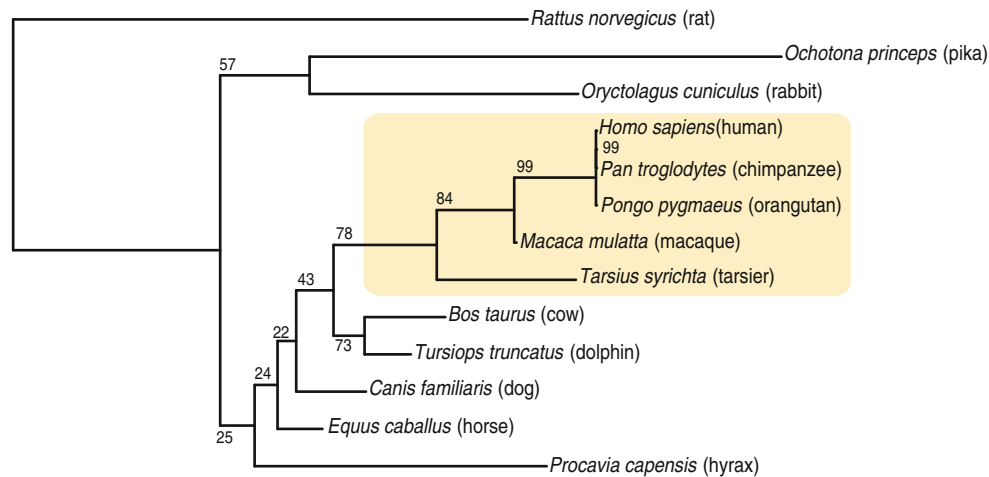 Rattus norvegicus (rat)
Ochotona princeps (pika)
57
Oryctolagus cuniculus (rabbit)
Homo sapiens(human)
99
99
Pan troglodytes (chimpanzee)
84
Pongo pygmaeus (orangutan)
78
Macaca mulatta (macaque)
43
Tarsius syrichta (tarsier)
Bos taurus (cow)
22
73
Tursiops truncatus (dolphin)
24
Canis familiaris (dog)
Equus caballus (horse)
25
Procavia capensis (hyrax)